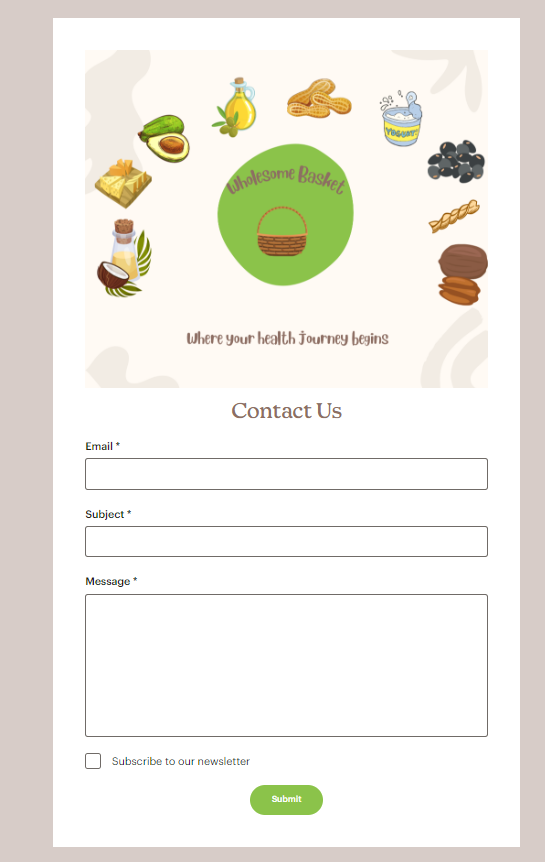 Wholesome Basket
YOGURT
Where your health Journey begins
Contact Us
Email *
Subject *
Message *
Subscribe to our newsletter
Submit